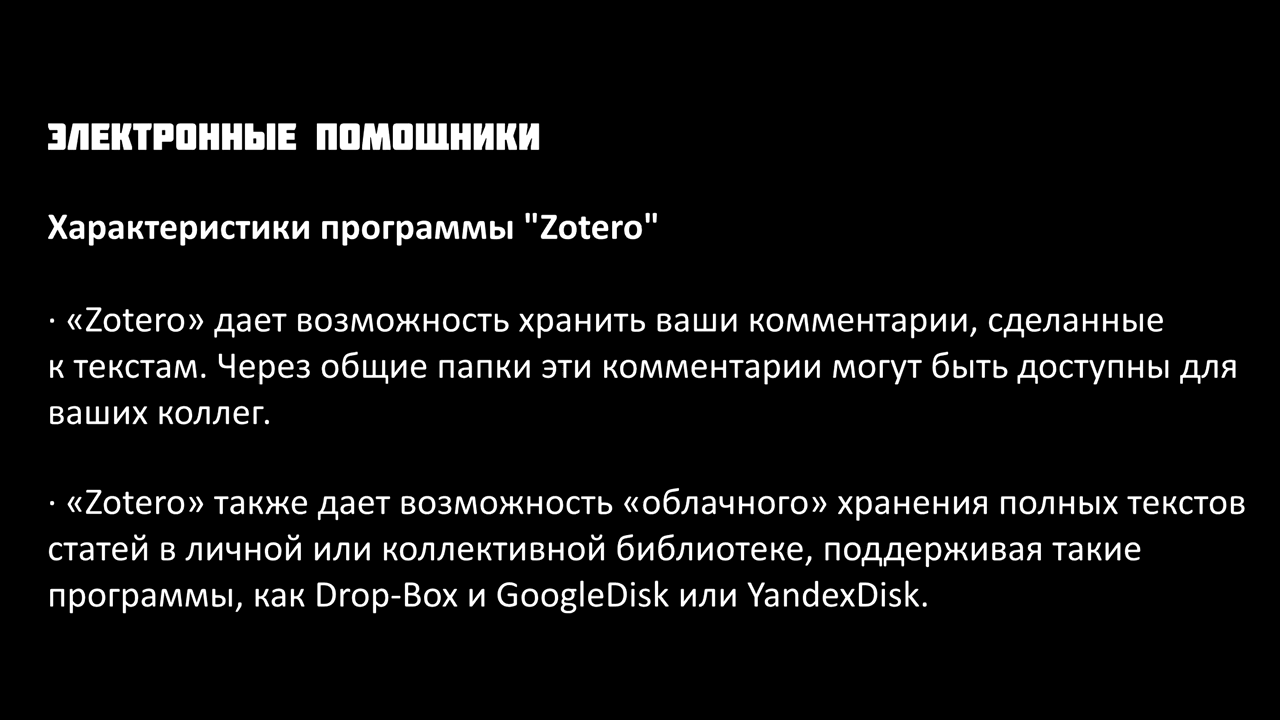 ЭЛЕКТРОННЫЕ ПОМОЩНИКИ
Характеристики программы "Zotero"
· «Zotero» дает возможность хранить ваши комментарии, сделанные
к текстам. Через общие папки эти комментарии могут быть доступны для
ваших коллег.
· «Zotero» также дает возможность «облачного» хранения полных текстов
статей в личной или коллективной библиотеке, поддерживая такие
программы, как Drop-Box и GoogleDisk или YandexDisk.